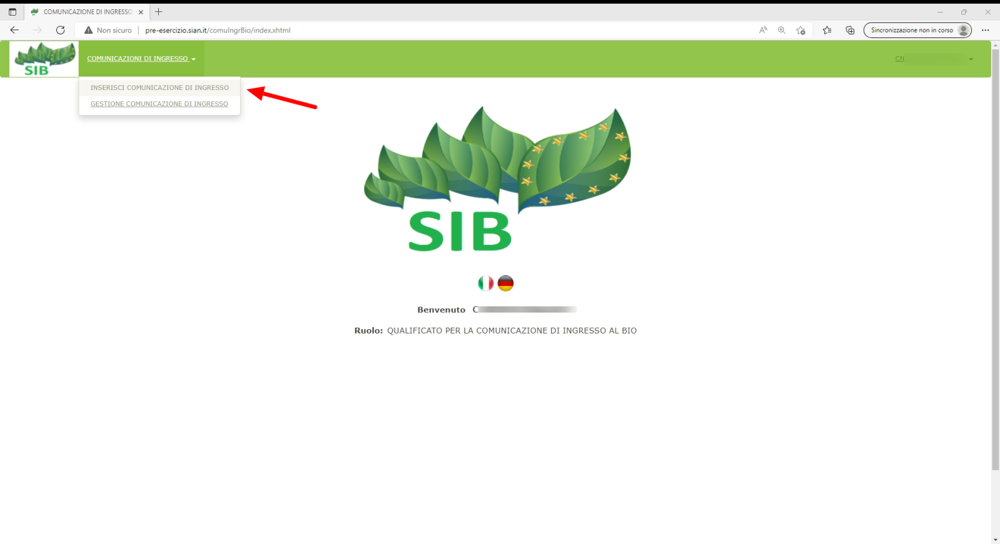 COMUNICAZIONE DI INGRESSO
Non sicuro
pre-esercizio.sian.it/comuIngrBio/index.xhtml
Sincronizzazione non in corso
SIB
COMUNICAZIONI DI INGRESSO
CN
INSERISCI COMUNICAZIONE DI INGRESSO
GESTIONE COMUNICAZIONE DI INGRESSO
SIB
Benvenuto C
Ruolo: QUALIFICATO PER LA COMUNICAZIONE DI INGRESSO AL BIO